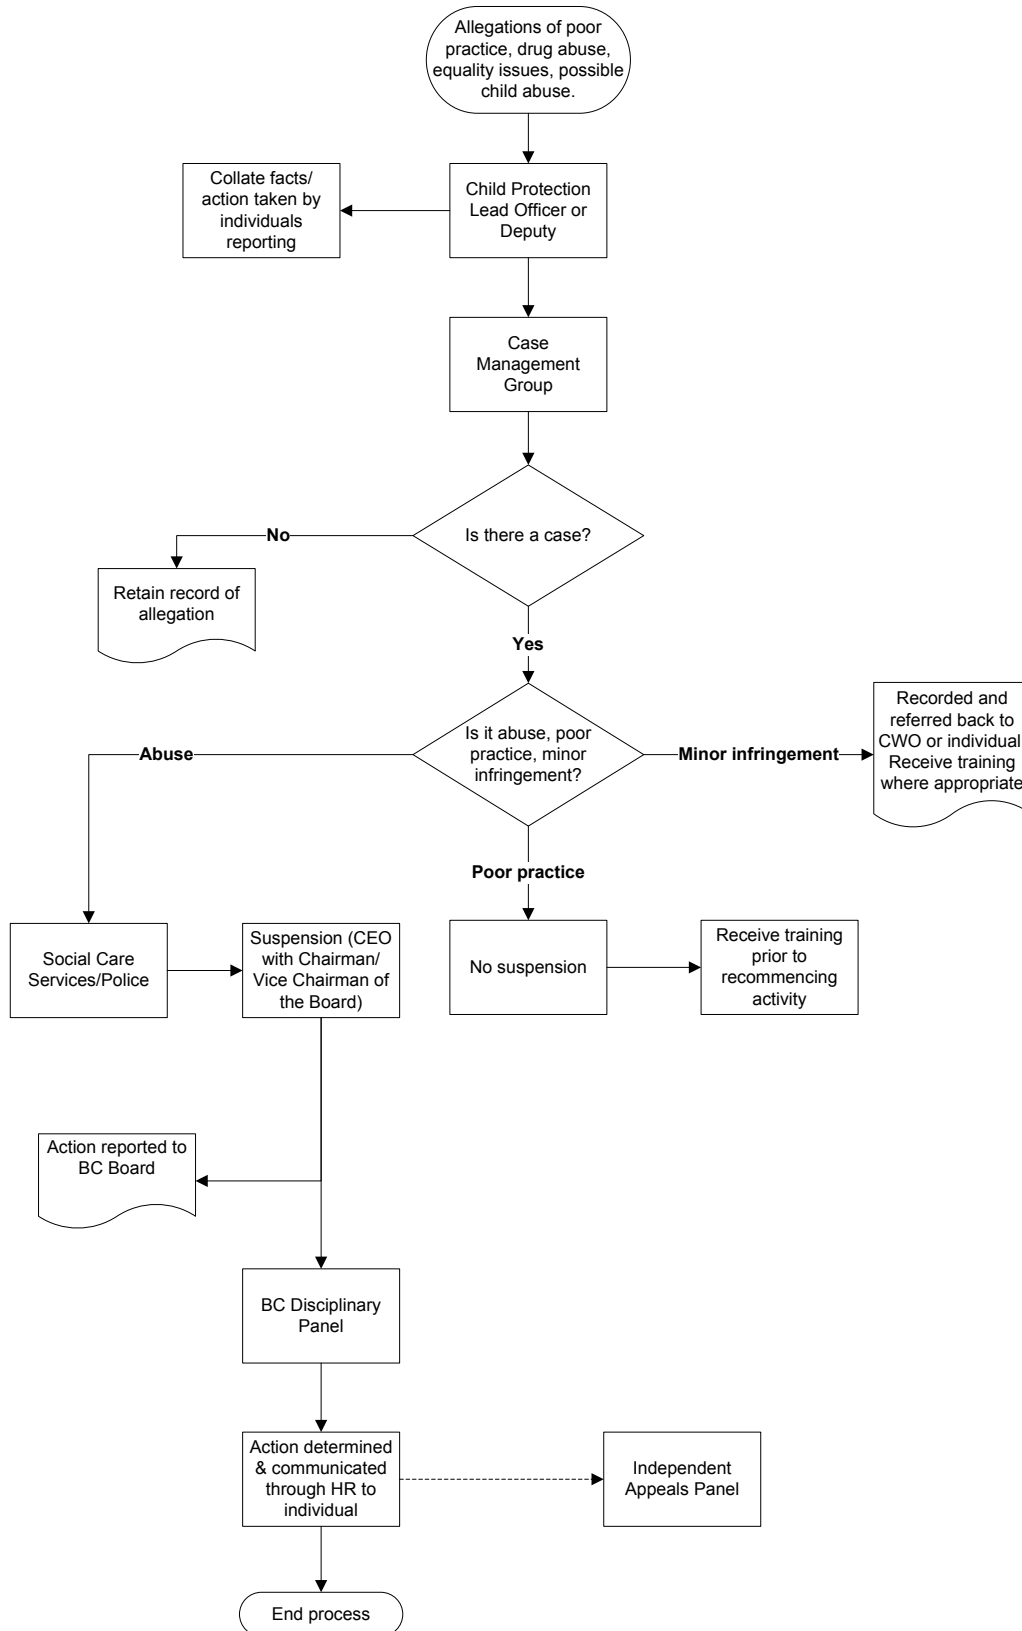 Allegations of poor
practice, drug abuse,
equality issues, possible
child abuse.
Collate facts/
action taken by
individuals
reporting
Child Protection
Lead Officer or
Deputy
Case
Management
Group
Is there a case?
No
Retain record of
allegation
Yes
Is it abuse, poor
practice, minor
infringement?
Abuse
Minor infringement
Recorded and
referred back to
CWO or individual
Receive training
where appropriate
Poor practice
Social Care
Services/Police
Suspension (CEO
with Chairman/
Vice Chairman of
the Board)
No suspension
Receive training
prior to
recommencing
activity
Action reported to
BC Board
BC Disciplinary
Panel
Action determined
& communicated
through HR to
individual
Independent
Appeals Panel
End process